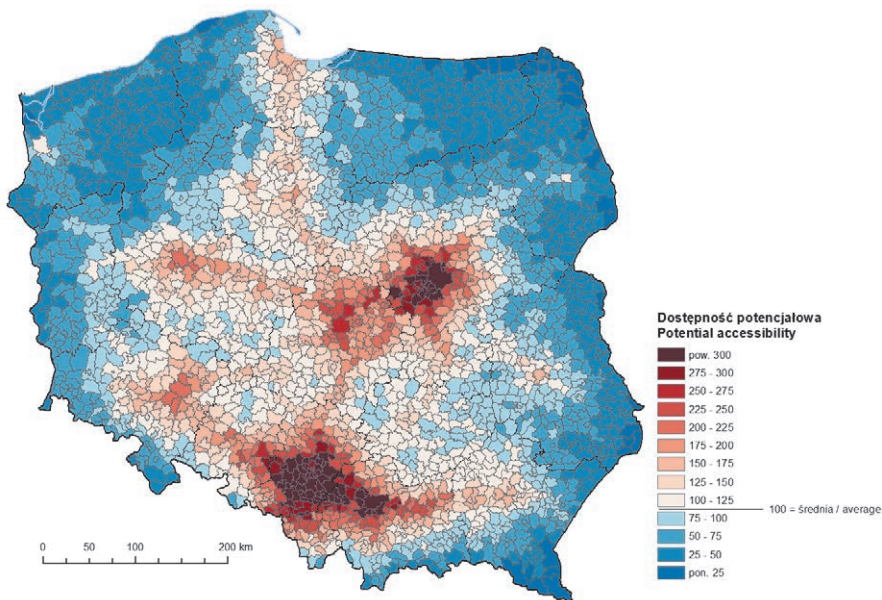 Dostępność potencjałowa
Potential accessibility
pow. 300
275 - 300
250 - 275
225 - 250
200 - 225
175 - 200
150 - 175
125 - 150
100 - 125
100 = średnia / average
75 - 100
50 - 75
25 - 50
pon. 25
0 50 100 200 km